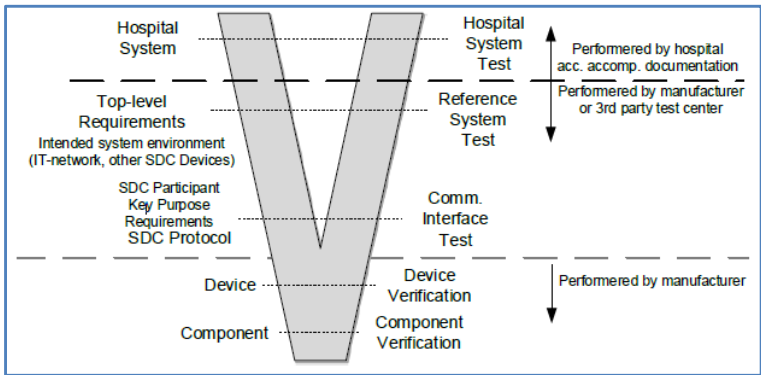 Hospital
System
Hospital
System
Test
Performered by hospital
acc. accomp. documentation
Performered by manufacturer
or 3rd party test center
Top-level
Requirements
Intended system environment
(IT-network, other SDC Devices)
Reference
System
Test
SDC Participant
Key Purpose
Requirements
SDC Protocol
Comm.
Interface
Test
Device
Device
Verification
Performered by manufacturer
Component
Component
Verification